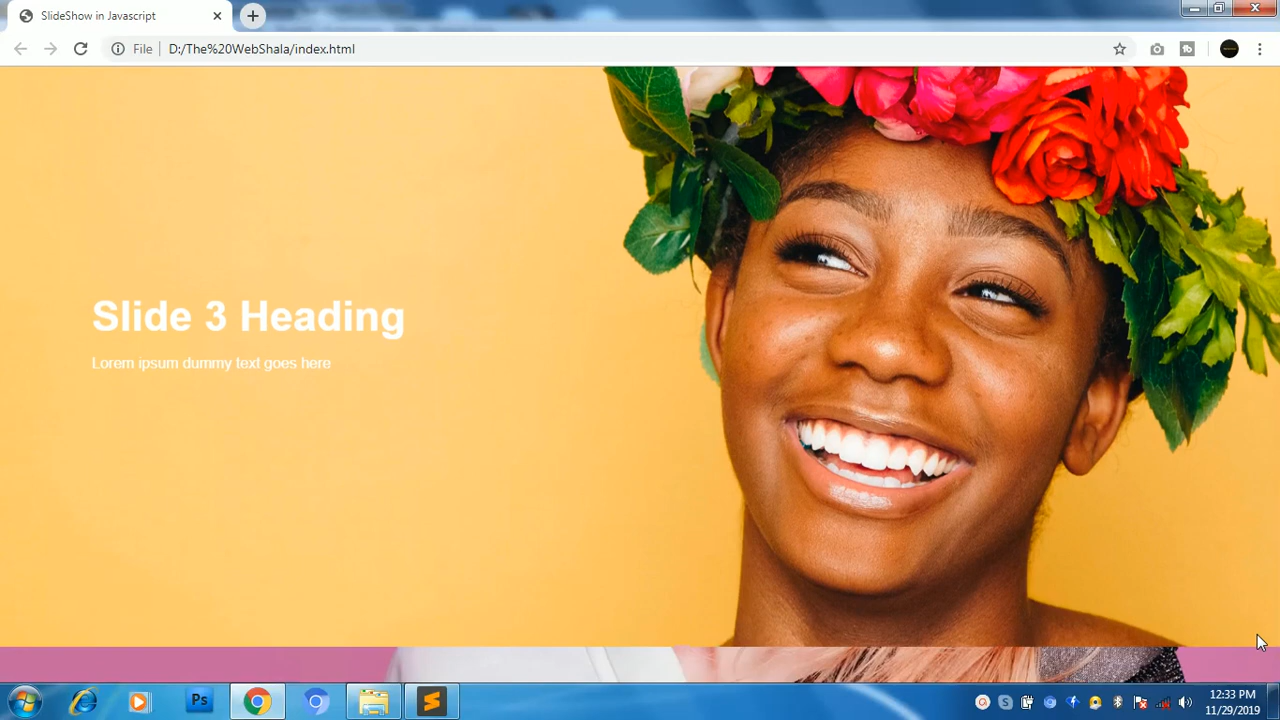 SlideShow in Javascript
File
D:/The%20WebShala/index.html
Slide 3 Heading
Lorem ipsum dummy text goes here
Ps
12:33 PM
11/29/2019